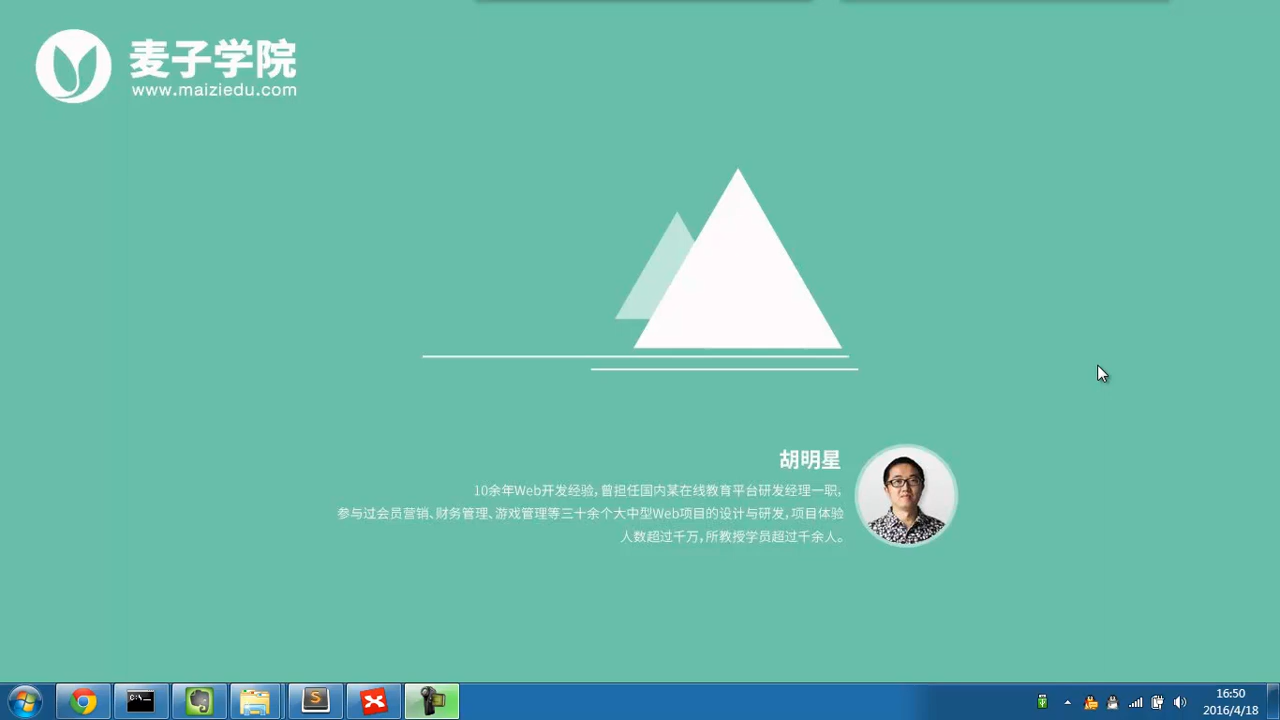 麦子学院
www.maiziedu.com
胡明星
10余年Web开发经验,曾担任国内某在线教育平台研发经理一职,
参与过会员营销、财务管理、游戏管理等三十余个大中型Web项目的设计与研发,项目体验
人数超过千万,所教授学员超过千余人。
C:\_
S
16:50
2016/4/18